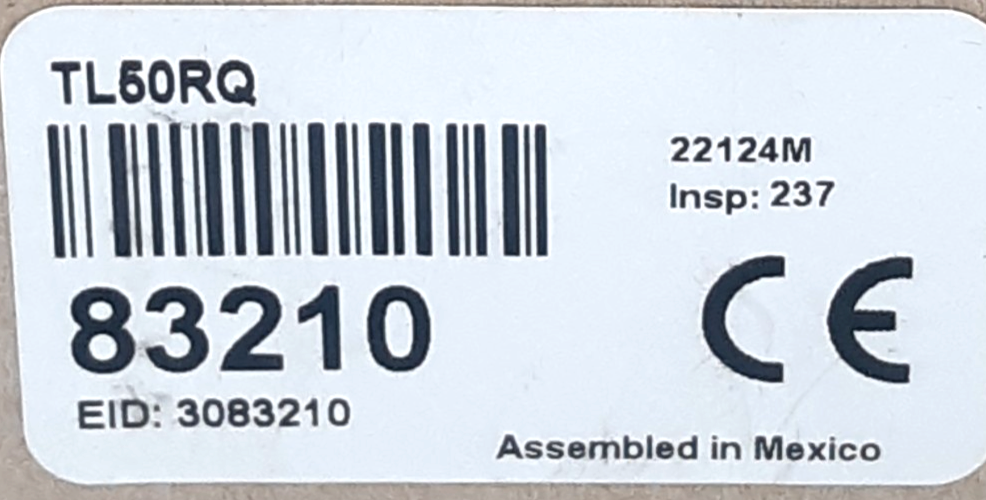 TL50RQ
22124M
Insp: 237
83210
CE
EID: 3083210
Assembled in Mexico